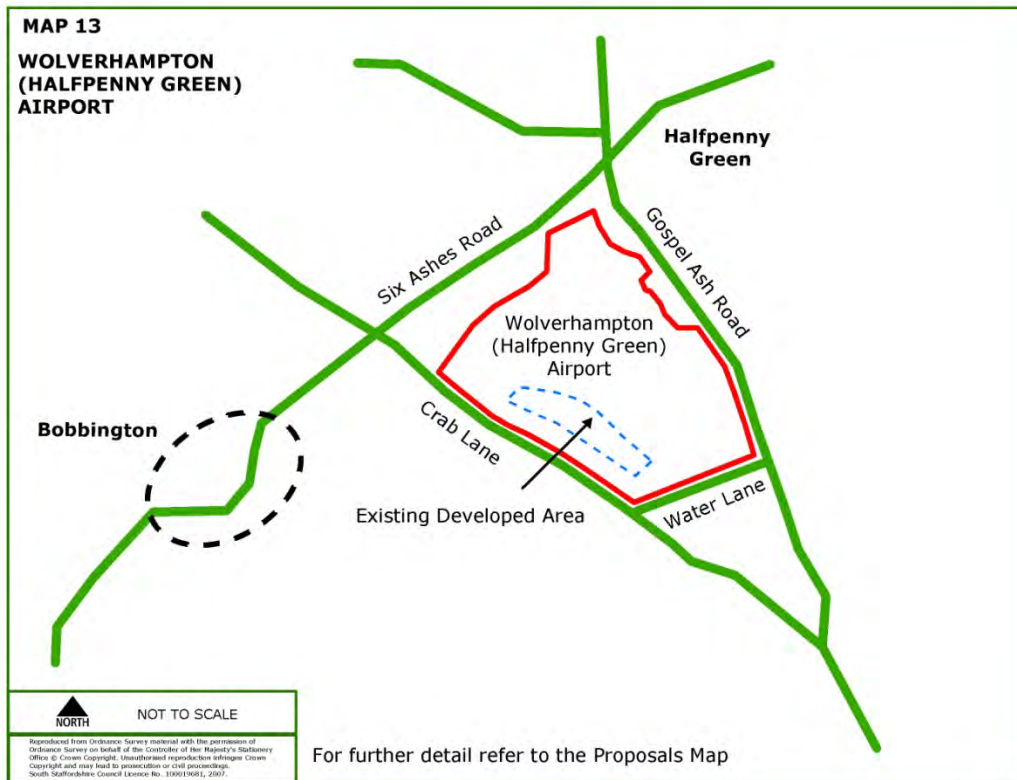 MAP 13
WOLVERHAMPTON
(HALFPENNY GREEN)
AIRPORT
Halfpenny
Green
Six Ashes Road
Gospel Ash Road
Wolverhampton
(Halfpenny Green)
Airport
Bobbington
Crab Lane
Existing Developed Area
Water Lane
NORTH
NOT TO SCALE
Reproduced from Ordnance Survey material with the permission of
Ordnance Survey on behalf of the Controller of Her Majesty's Stationery
Office © Crown Copyright. Unauthorised reproduction infringes Crown
Copyright and may lead to prosecution or civil proceedings.
South Staffordshire Council Licence No. 100019681, 2007.
For further detail refer to the Proposals Map